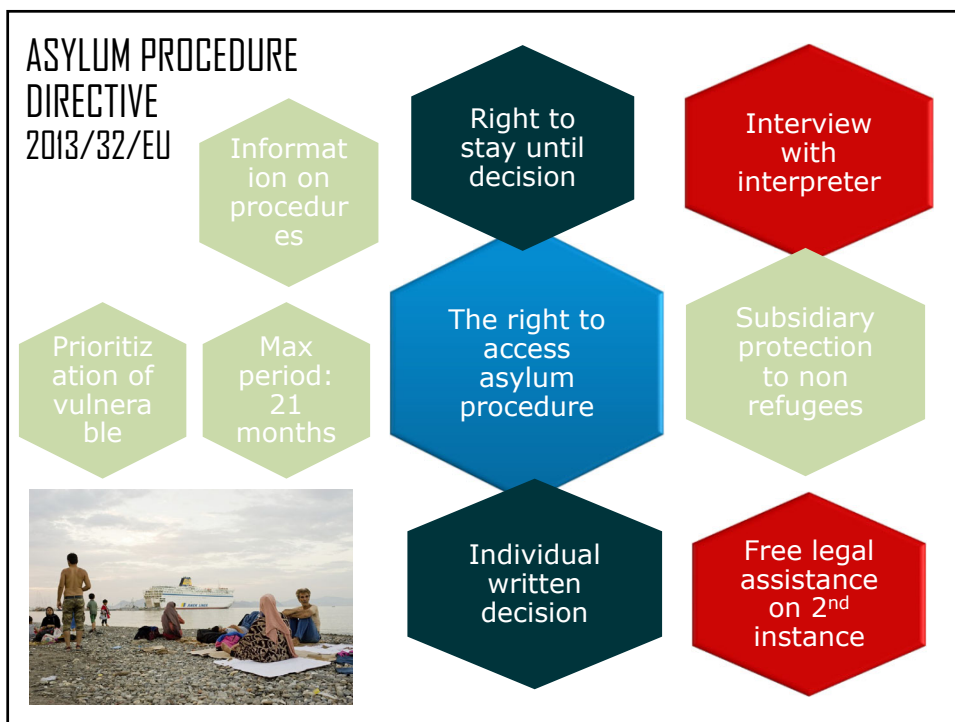 ASYLUM PROCEDURE
DIRECTIVE
2013/32/EU
Informat
ion on
procedur
es
Right to
stay until
decision
Interview
with
interpreter
Prioritiz
ation of
vulnera
ble
Max
period:
21
months
The right to
access
asylum
procedure
Subsidiary
protection
to non
refugees
Individual
written
decision
Free legal
assistance
on 2nd
instance